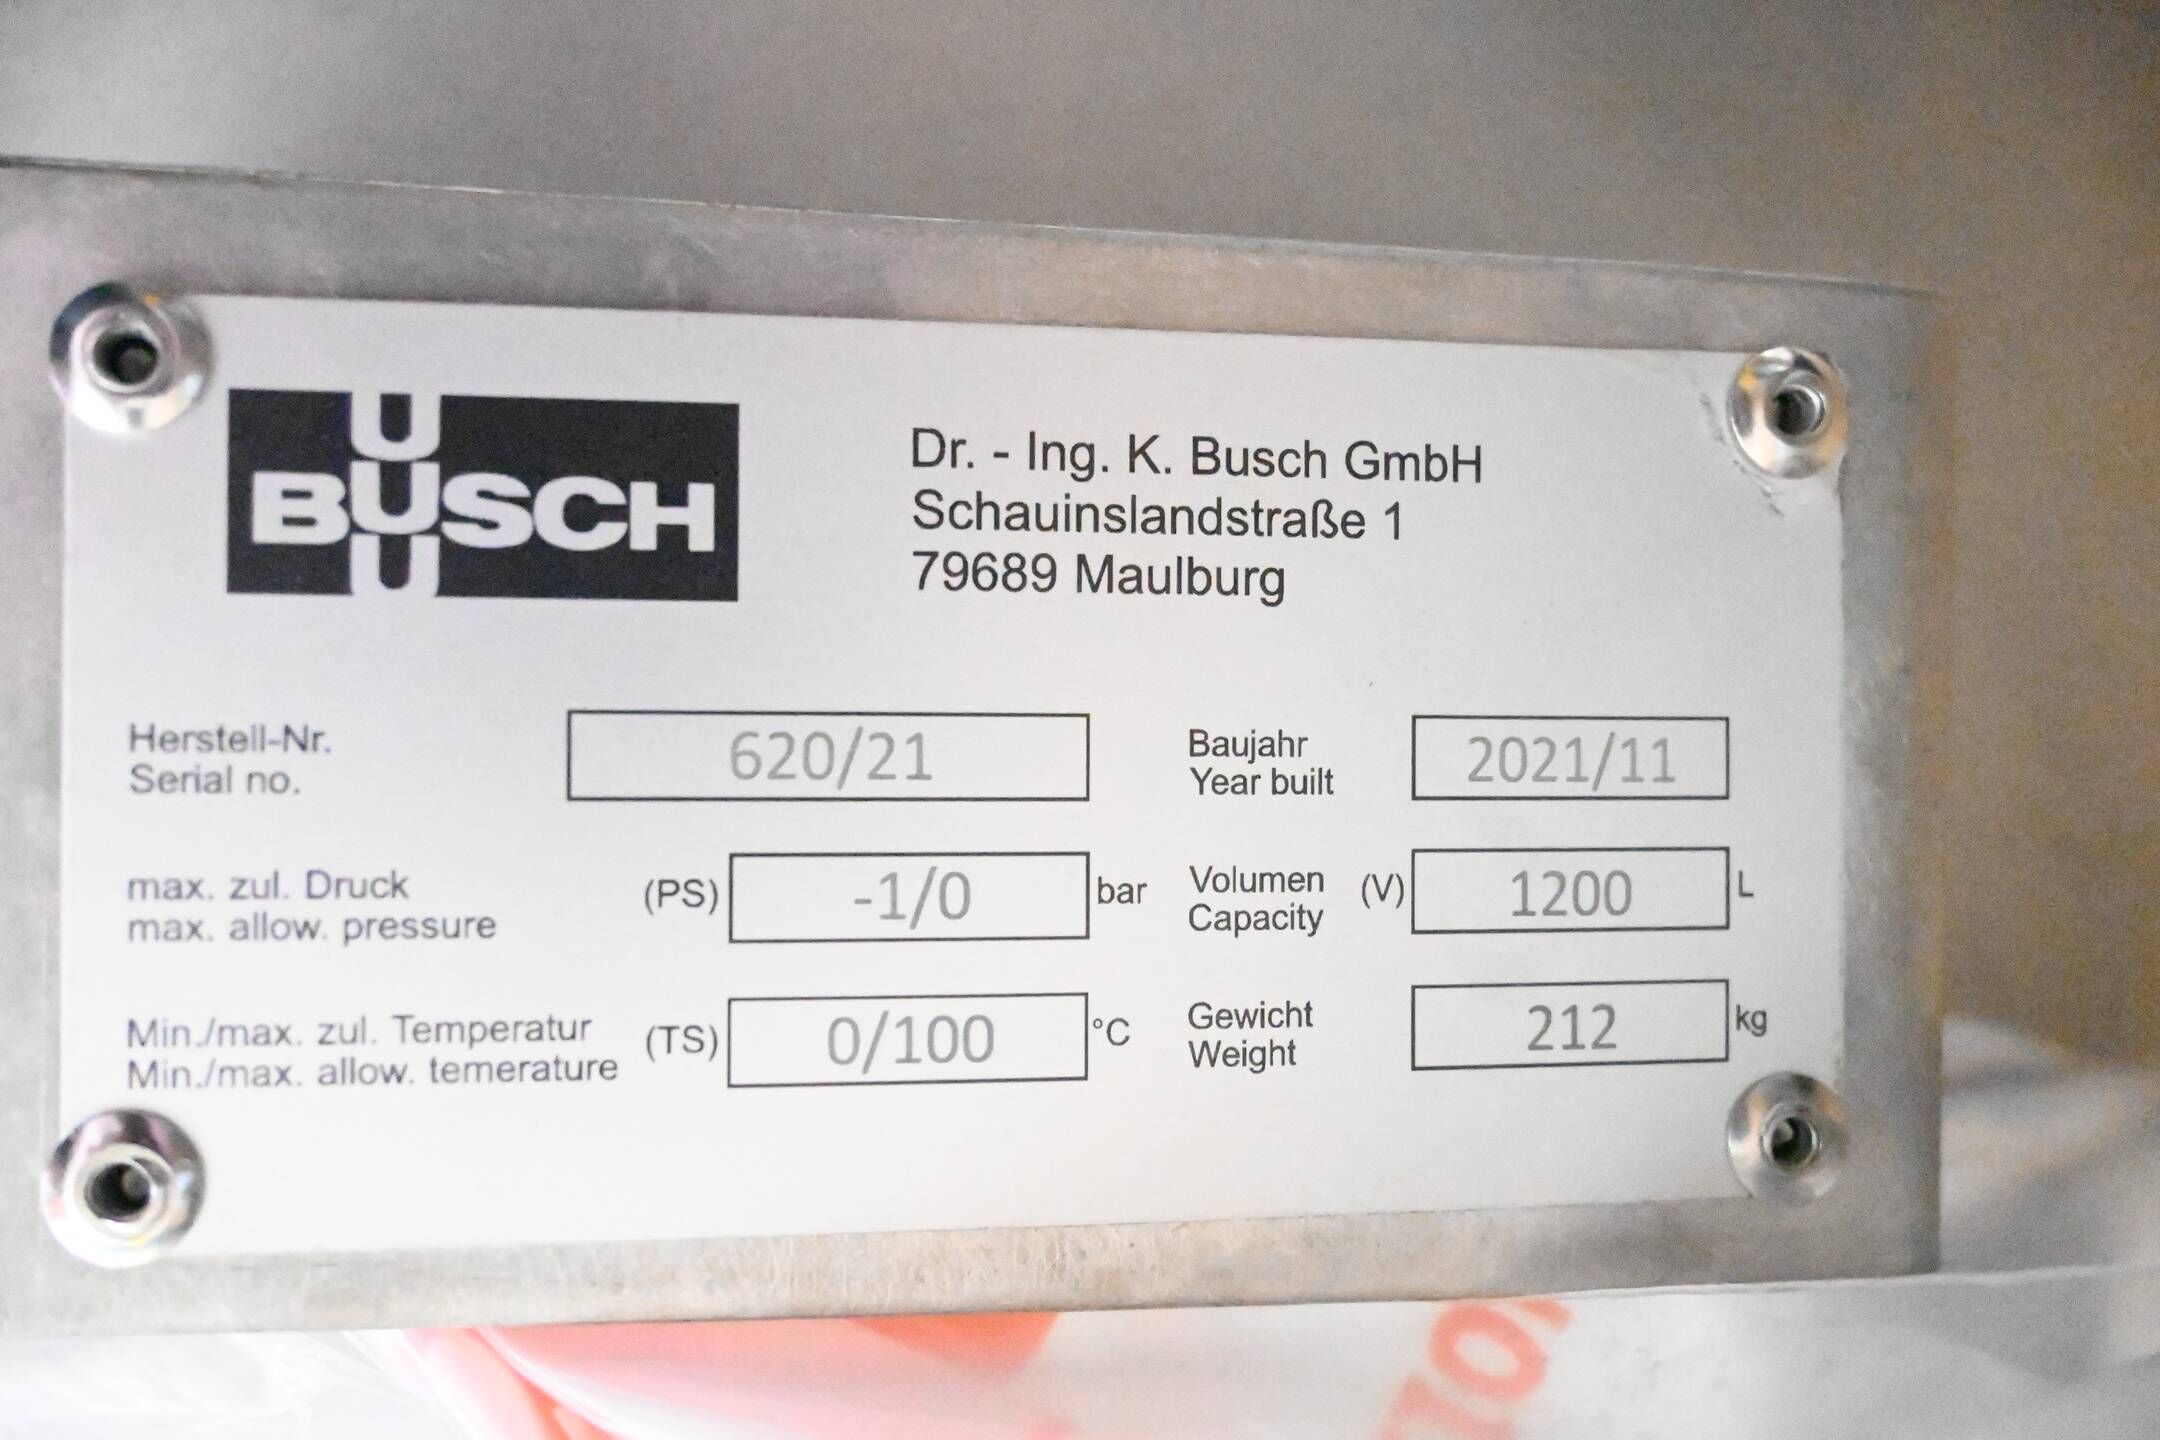 BUSCH
Dr. - Ing. K. Busch GmbH
Schauinslandstraße 1
79689 Maulburg
Herstell-Nr.
Serial no.
620/21
Baujahr
Year built
2021/11
max. zul. Druck
max. allow. pressure
(PS)
-1/0
bar
Volumen
Capacity
(V)
1200
L
Min./max. zul. Temperatur
Min./max. allow. temerature
(TS)
0/100
°C
Gewicht
Weight
212
kg